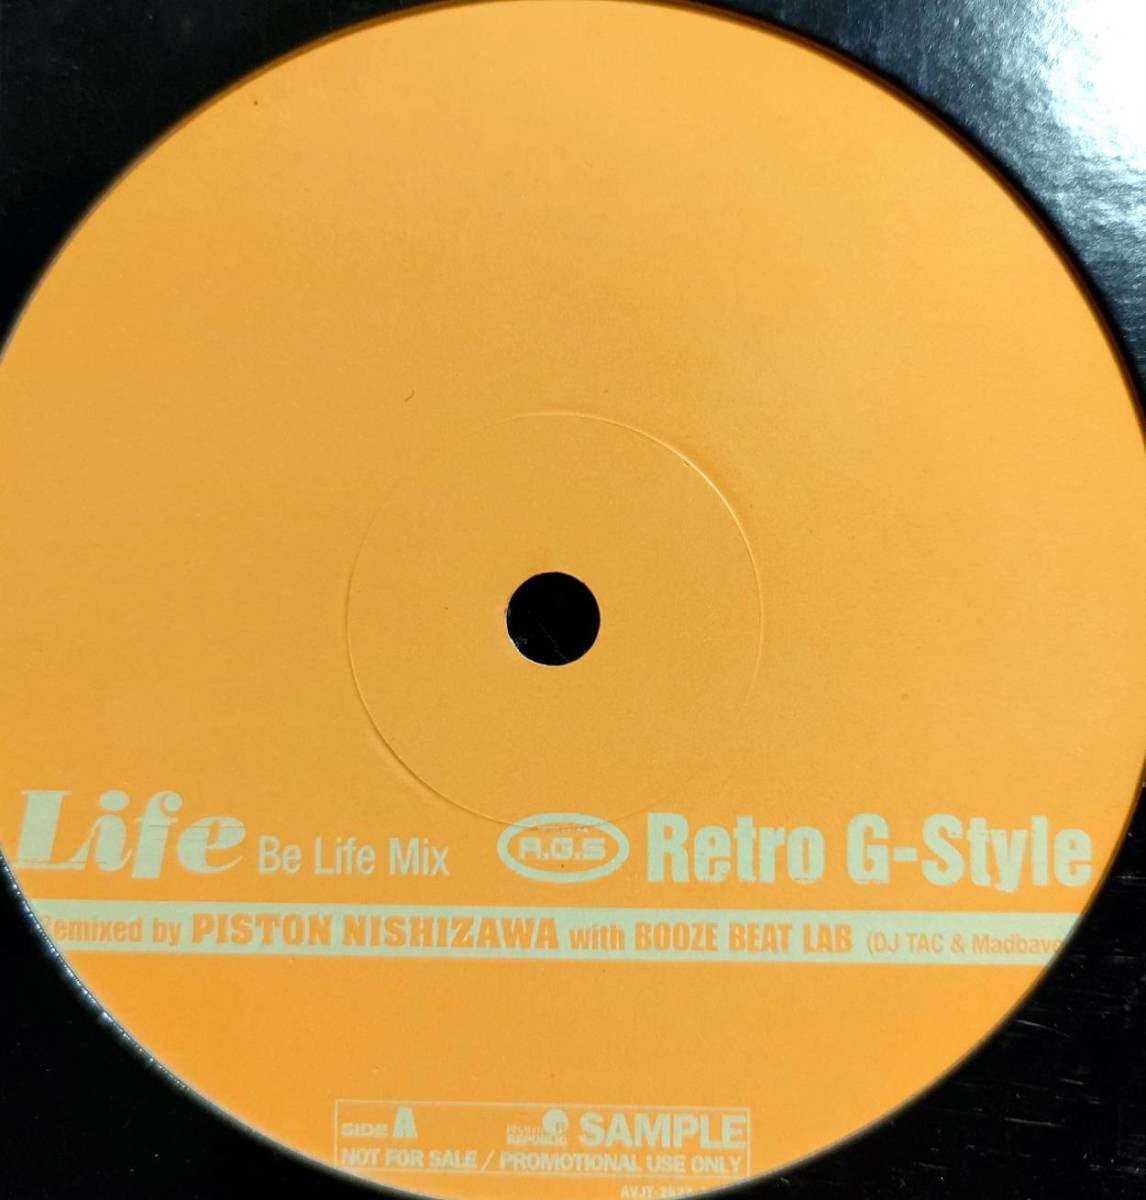 Life Be Life Mix R.G.S Retro G-Style
Remixed by PISTON NISHIZAWA with BOOZE BEAT LAB (DJ TAC & Madbavo
SIDE A REPUBLIC SAMPLE
NOT FOR SALE / PROMOTIONAL USE ONLY